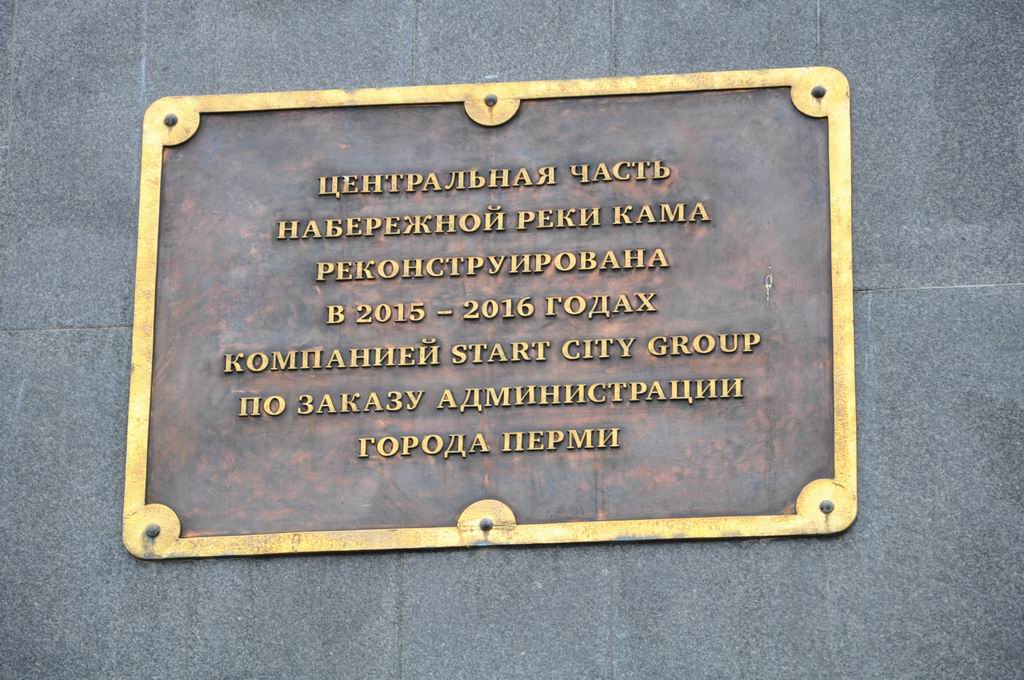 ЦЕНТРАЛЬНАЯ ЧАСТЬ
НАБЕРЕЖНОЙ РЕКИ КАМА
РЕКОНСТРУИРОВАНА
В 2015 – 2016 ГОДАХ
КОМПАНИЕЙ START CITY GROUP
ПО ЗАКАЗУ АДМИНИСТРАЦИИ
ГОРОДА ПЕРМИ